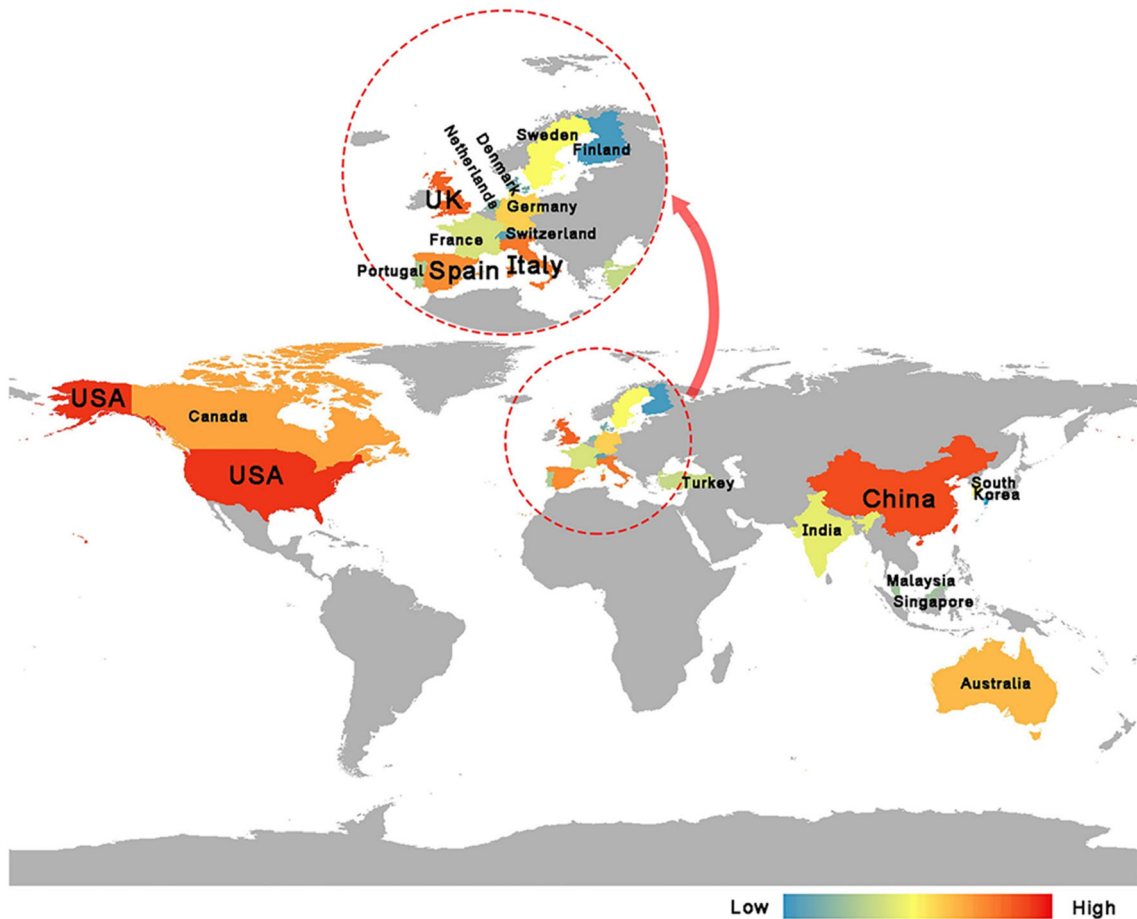 Sweden
Finland
Denmark
Netherlands
UK
Germany
Switzerland
France
Portugal
Spain
Italy
USA
Canada
USA
Turkey
China
South
Korea
India
Malaysia
Singapore
Australia
Low
High